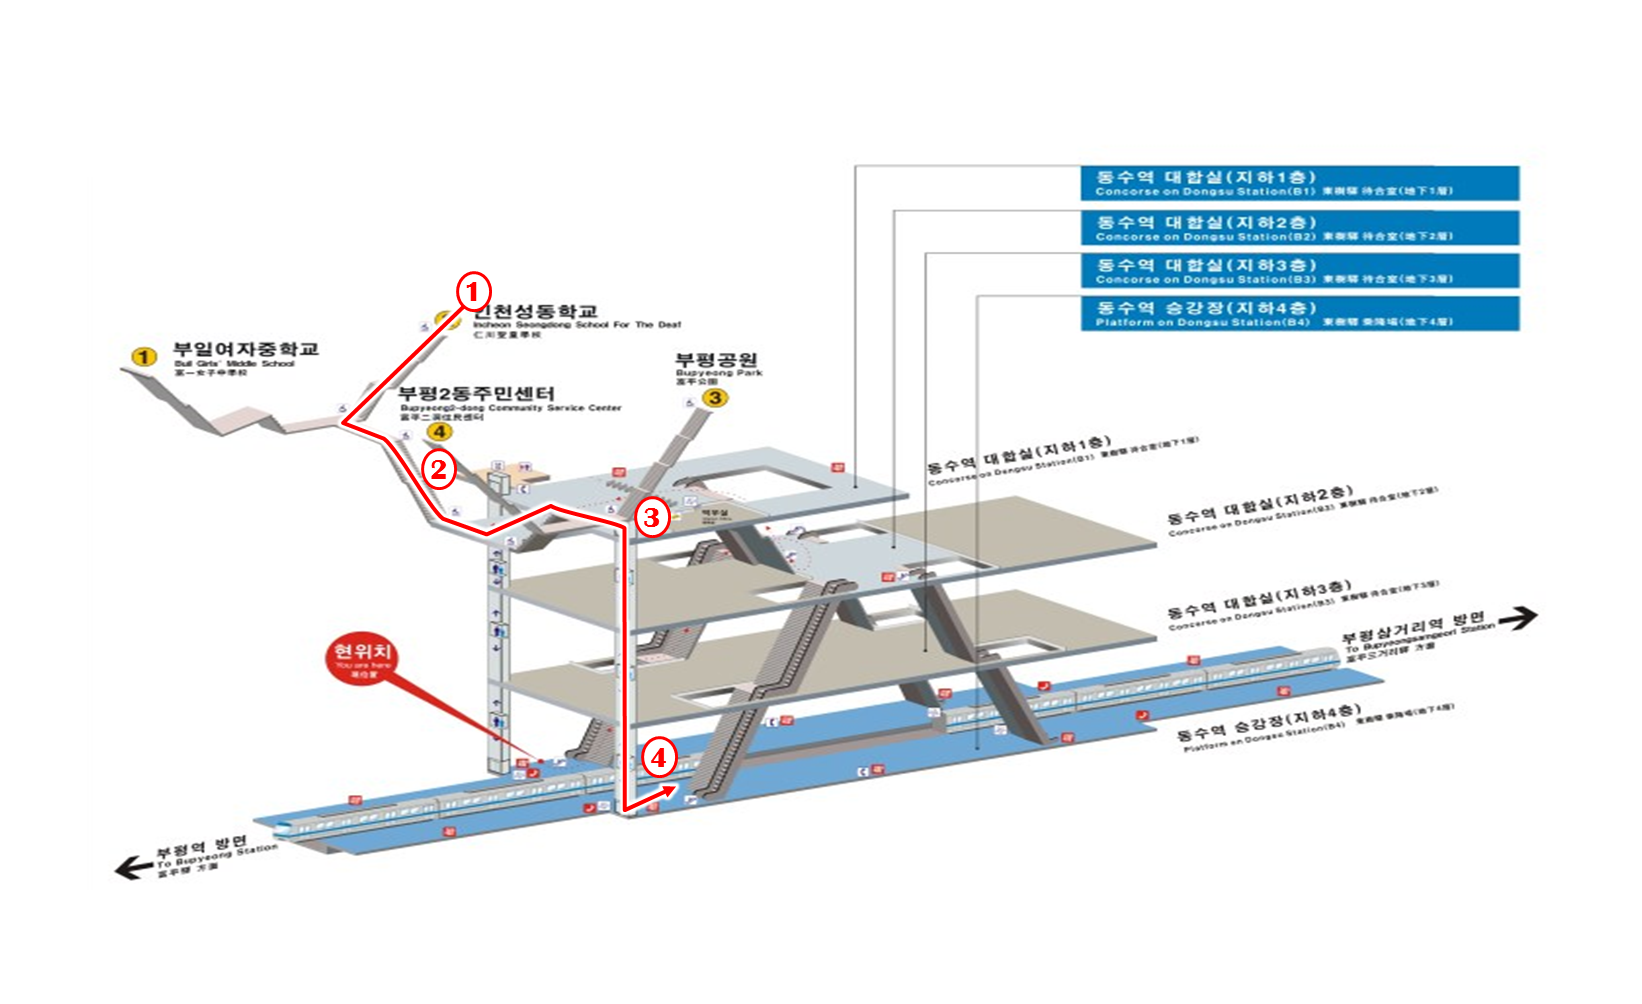 동수역 대합실(지하1층)
Concorse on Dongsu Station(B1) 東樹驛 待合室(地下1層)
동수역 대합실(지하2층)
Concorse on Dongsu Station(B2) 東樹驛 待合室(地下2層)
동수역 대합실(지하3층)
Concorse on Dongsu Station(B3) 東樹驛 待合室(地下3層)
동수역 승강장(지하4층)
Platform on Dongsu Station(B4) 東樹驛 乘降場(地下4層)
1
인천성동학교
Incheon Seongdong School For The Deaf
仁川聖童學校
1
부일여자중학교
Buil Girls' Middle School
富一女子中學校
부평2동주민센터
Bupyeong2-dong Community Service Center
富平二洞住民센터
4
부평공원
Bupyeong Park
富平公園
3
2
3
역무실
동수역 대합실(지하1층)
Concorse on Dongsu Station(B1) 東樹驛 待合室(地下1層)
동수역 대합실(지하2층)
Concorse on Dongsu Station(B2) 東樹驛 待合室(地下2層)
동수역 대합실(지하3층)
Concorse on Dongsu Station(B3) 東樹驛 待合室(地下3層)
부평삼거리역 방면
To Bupyeongsamgeori Station
富平三거리驛 方面
현위치
You are here
現位置
4
동수역 승강장(지하4층)
Platform on Dongsu Station(B4) 東樹驛 乘降場(地下4層)
부평역 방면
To Bupyeong Station
富平驛 方面